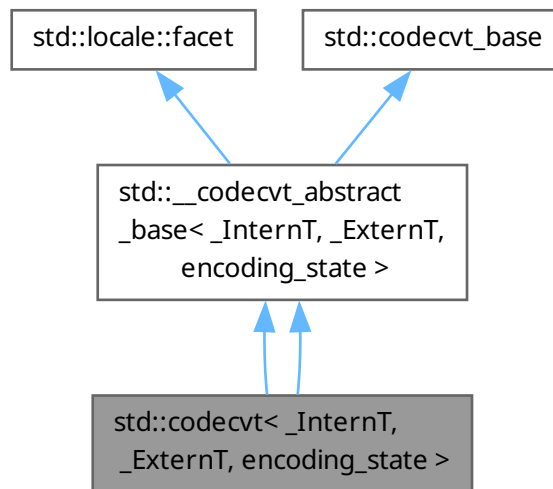 std::locale::facet
std::codecvt_base
std::__codecvt_abstract
_base< _InternT, _ExternT,
encoding_state >
std::codecvt< _InternT,
_ExternT, encoding_state >